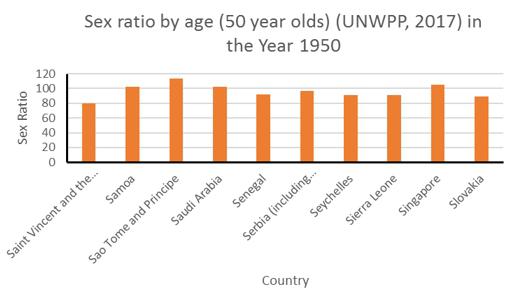 Sex ratio by age (50 year olds) (UNWPP, 2017) in
the Year 1950
120
100
80
60
40
20
0
Sex Ratio
Saint Vincent and the...
Samoa
Sao Tome and Principe
Saudi Arabia
Senegal
Serbia (including...
Seychelles
Sierra Leone
Singapore
Slovakia
Country